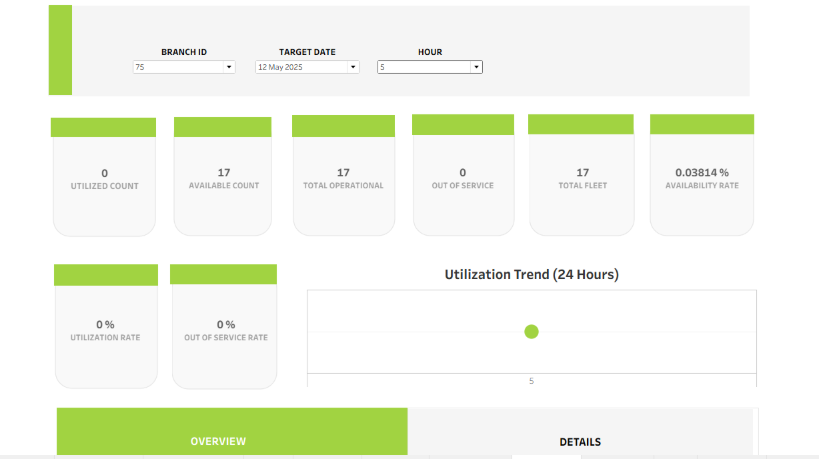 BRANCH ID TARGET DATE HOUR
75 12 May 2025 5
0 17 17 0 17 0.03814 %
UTILIZED COUNT AVAILABLE COUNT TOTAL OPERATIONAL OUT OF SERVICE TOTAL FLEET AVAILABILITY RATE
Utilization Trend (24 Hours)
0 % 0 %
UTILIZATION RATE OUT OF SERVICE RATE
5
OVERVIEW DETAILS